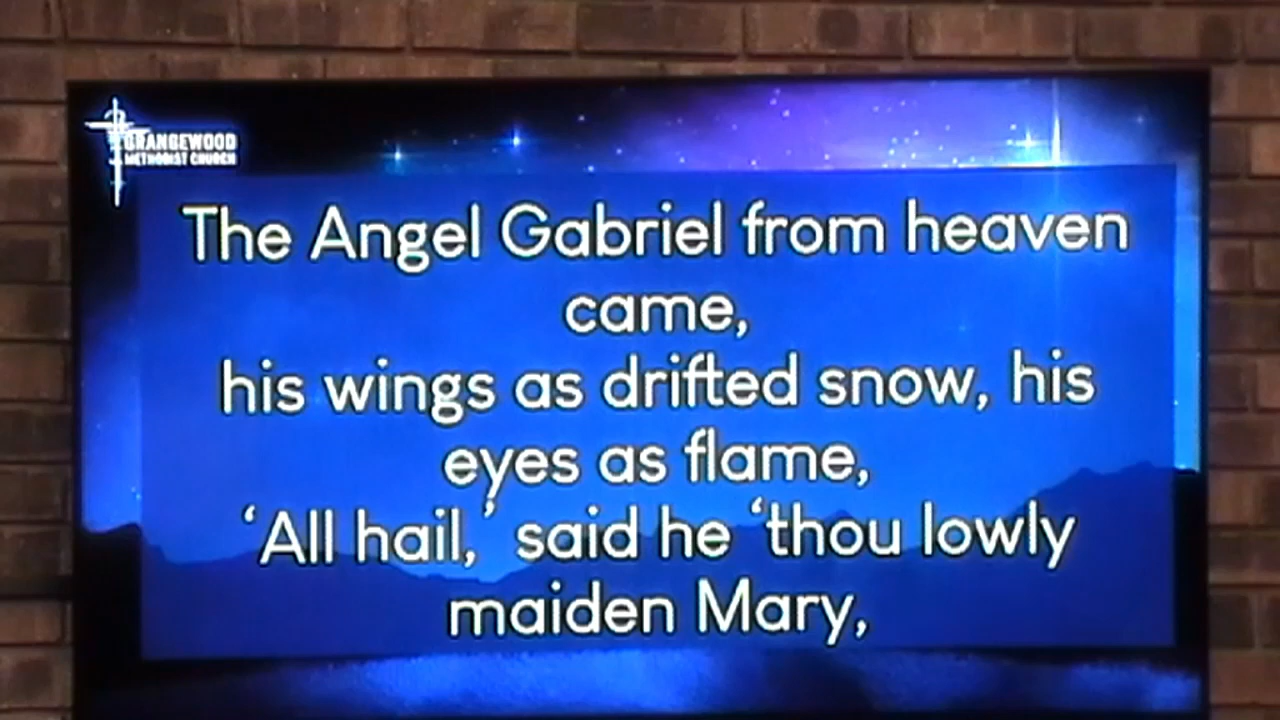 GRANGEWOOD
METHODIST CHURCH
The Angel Gabriel from heaven
came,
his wings as drifted snow, his
eyes as flame,
‘All hail,’ said he ‘thou lowly
maiden Mary,